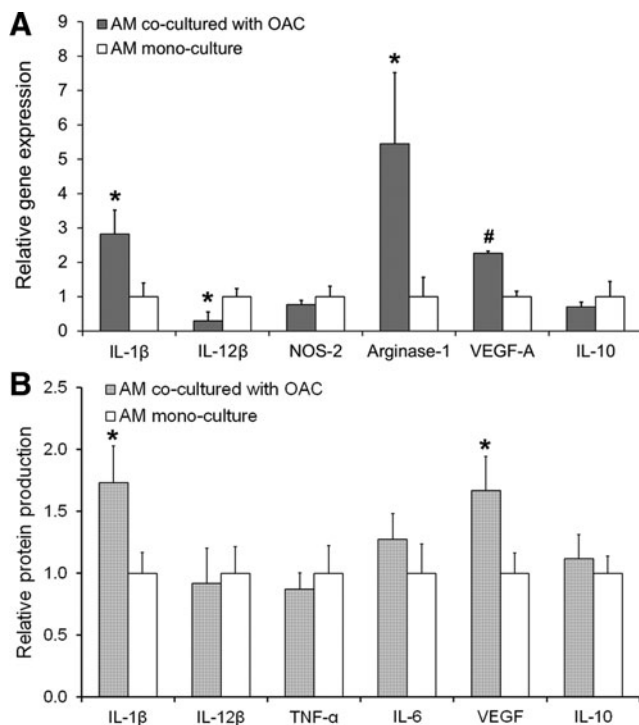 A
AM co-cultured with OAC
AM mono-culture
Relative gene expression
9
8
7
6
5
4
3
2
1
0
*
*
*
#
IL-1β IL-12β NOS-2 Arginase-1 VEGF-A IL-10
B
AM co-cultured with OAC
AM mono-culture
Relative protein production
2.5
2.0
1.5
1.0
0.5
0.0
*
*
IL-1β IL-12β TNF-α IL-6 VEGF IL-10